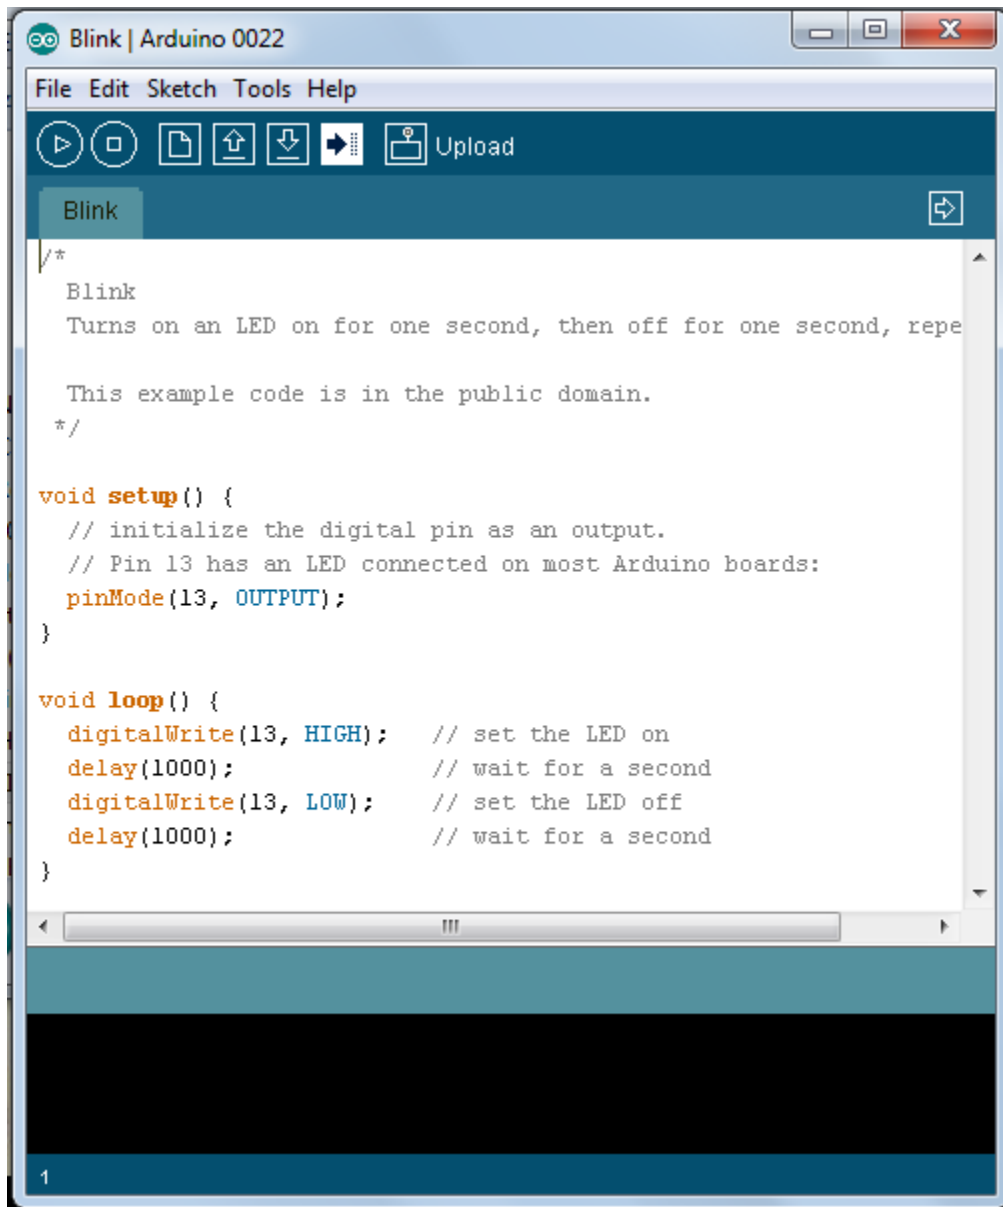 Blink | Arduino 0022
File Edit Sketch Tools Help
Upload
Blink
/*
  Blink
  Turns on an LED on for one second, then off for one second, repe

  This example code is in the public domain.
 */

void setup() {
  // initialize the digital pin as an output.
  // Pin 13 has an LED connected on most Arduino boards:
  pinMode(13, OUTPUT);
}

void loop() {
  digitalWrite(13, HIGH);   // set the LED on
  delay(1000);              // wait for a second
  digitalWrite(13, LOW);    // set the LED off
  delay(1000);              // wait for a second
}
1